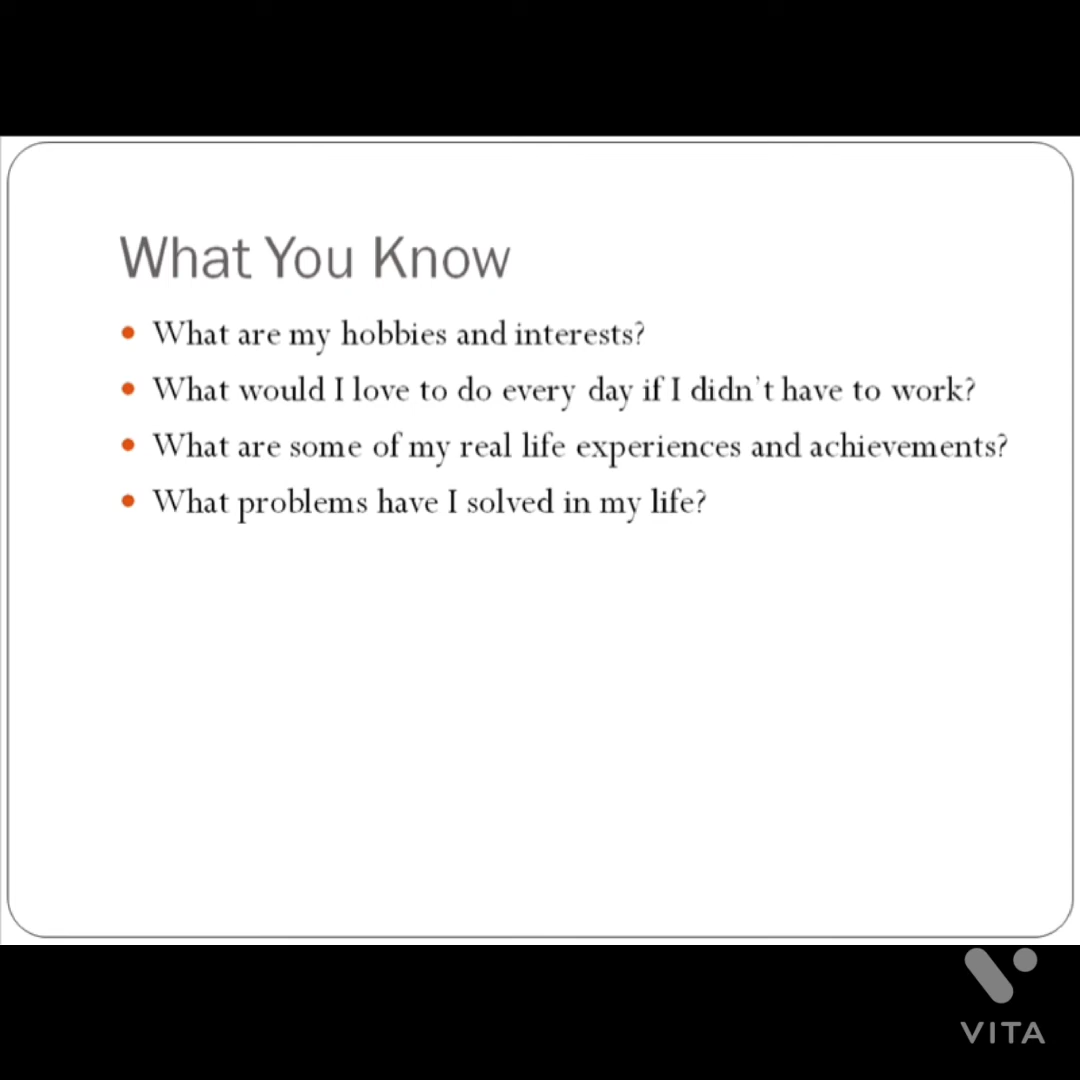 What You Know
What are my hobbies and interests?
What would I love to do every day if I didn't have to work?
What are some of my real life experiences and achievements?
What problems have I solved in my life?
VITA